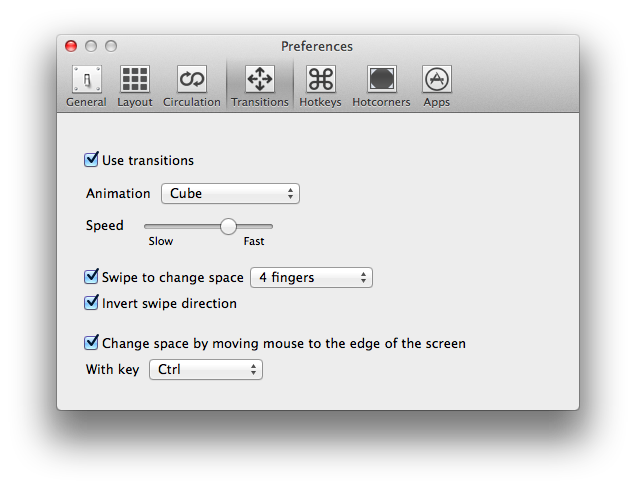 Preferences
General Layout Circulation Transitions Hotkeys Hotcorners Apps
Use transitions
Animation Cube
Speed
Slow Fast
Swipe to change space 4 fingers
Invert swipe direction
Change space by moving mouse to the edge of the screen
With key Ctrl